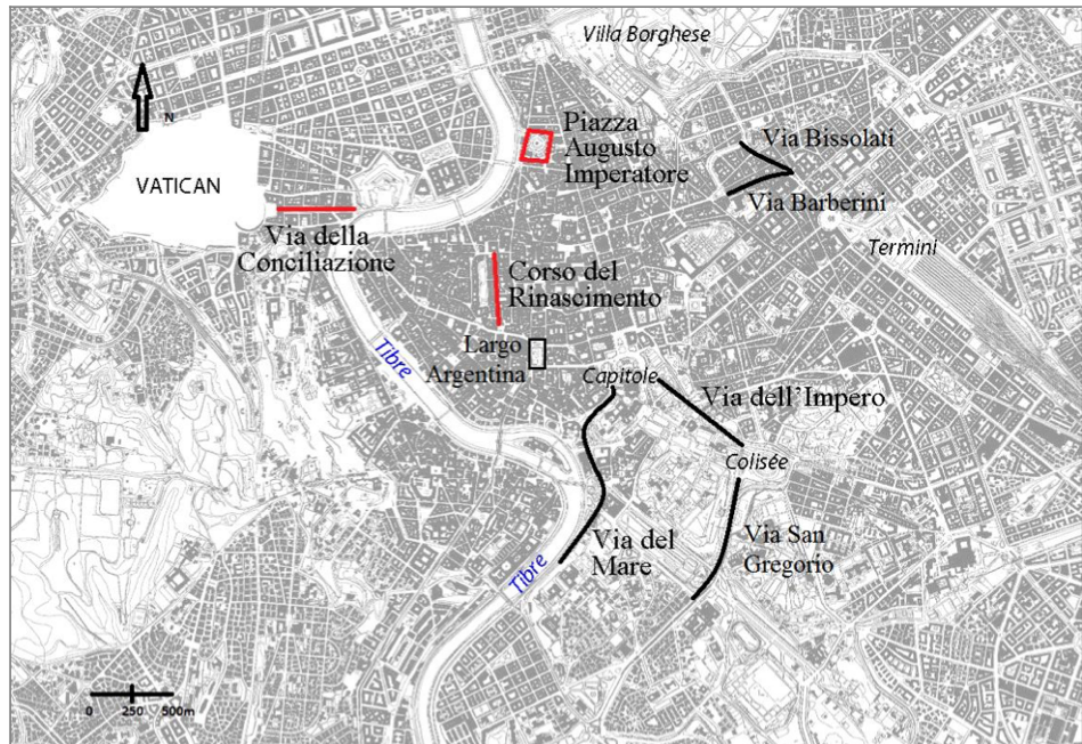 Villa Borghese
N
Piazza
Augusto
Imperatore
Via Bissolati
VATICAN
Via Barberini
Via della
Conciliazione
Termini
Corso del
Rinascimento
Largo
Argentina
Tibre
Capitole
Via dell'Impero
Colisée
Via del
Mare
Via San
Gregorio
Tibre
0 250 500m